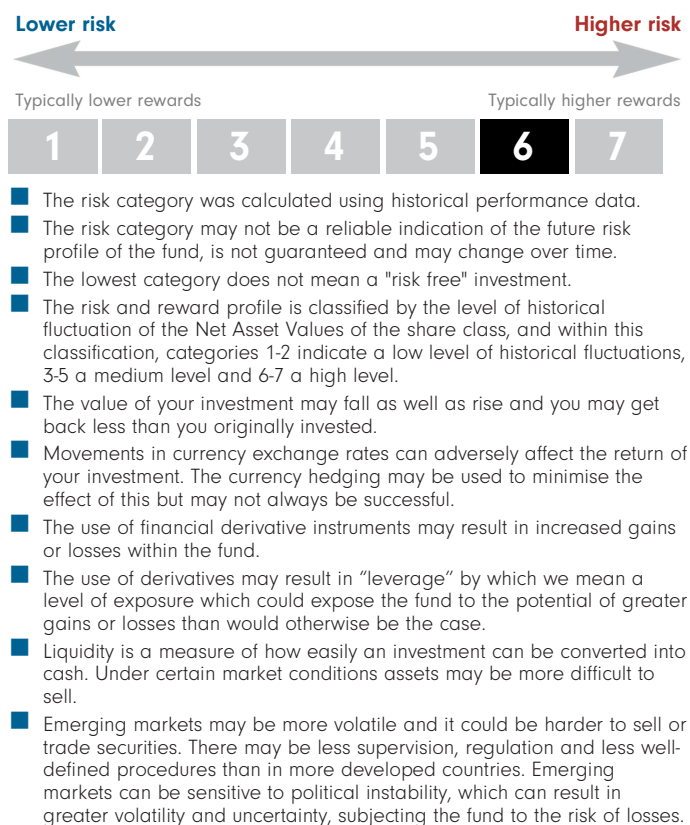 Lower risk Higher risk
Typically lower rewards Typically higher rewards
1 2 3 4 5 6 7
The risk category was calculated using historical performance data.
The risk category may not be a reliable indication of the future risk
profile of the fund, is not guaranteed and may change over time.
The lowest category does not mean a "risk free" investment.
The risk and reward profile is classified by the level of historical
fluctuation of the Net Asset Values of the share class, and within this
classification, categories 1-2 indicate a low level of historical fluctuations,
3-5 a medium level and 6-7 a high level.
The value of your investment may fall as well as rise and you may get
back less than you originally invested.
Movements in currency exchange rates can adversely affect the return of
your investment. The currency hedging may be used to minimise the
effect of this but may not always be successful.
The use of financial derivative instruments may result in increased gains
or losses within the fund.
The use of derivatives may result in “leverage” by which we mean a
level of exposure which could expose the fund to the potential of greater
gains or losses than would otherwise be the case.
Liquidity is a measure of how easily an investment can be converted into
cash. Under certain market conditions assets may be more difficult to
sell.
Emerging markets may be more volatile and it could be harder to sell or
trade securities. There may be less supervision, regulation and less well-
defined procedures than in more developed countries. Emerging
markets can be sensitive to political instability, which can result in
greater volatility and uncertainty, subjecting the fund to the risk of losses.